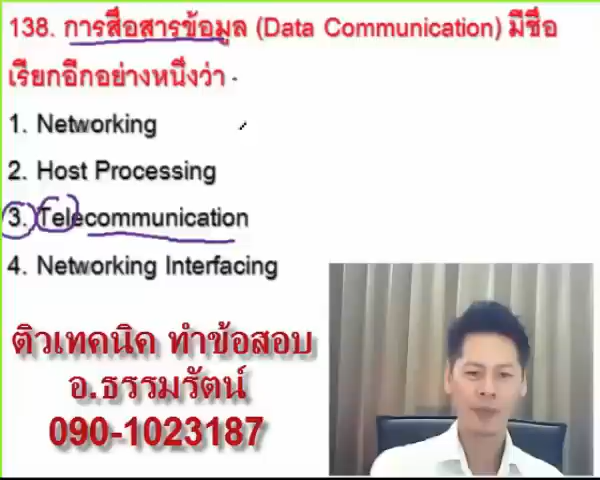 138. การสื่อสารข้อมูล (Data Communication) มีชื่อ
เรียกอีกอย่างหนึ่งว่า
1. Networking
2. Host Processing
3. Telecommunication
4. Networking Interfacing
ติวเทคนิค ทำข้อสอบ
อ.ธรรมรัตน์
090-1023187